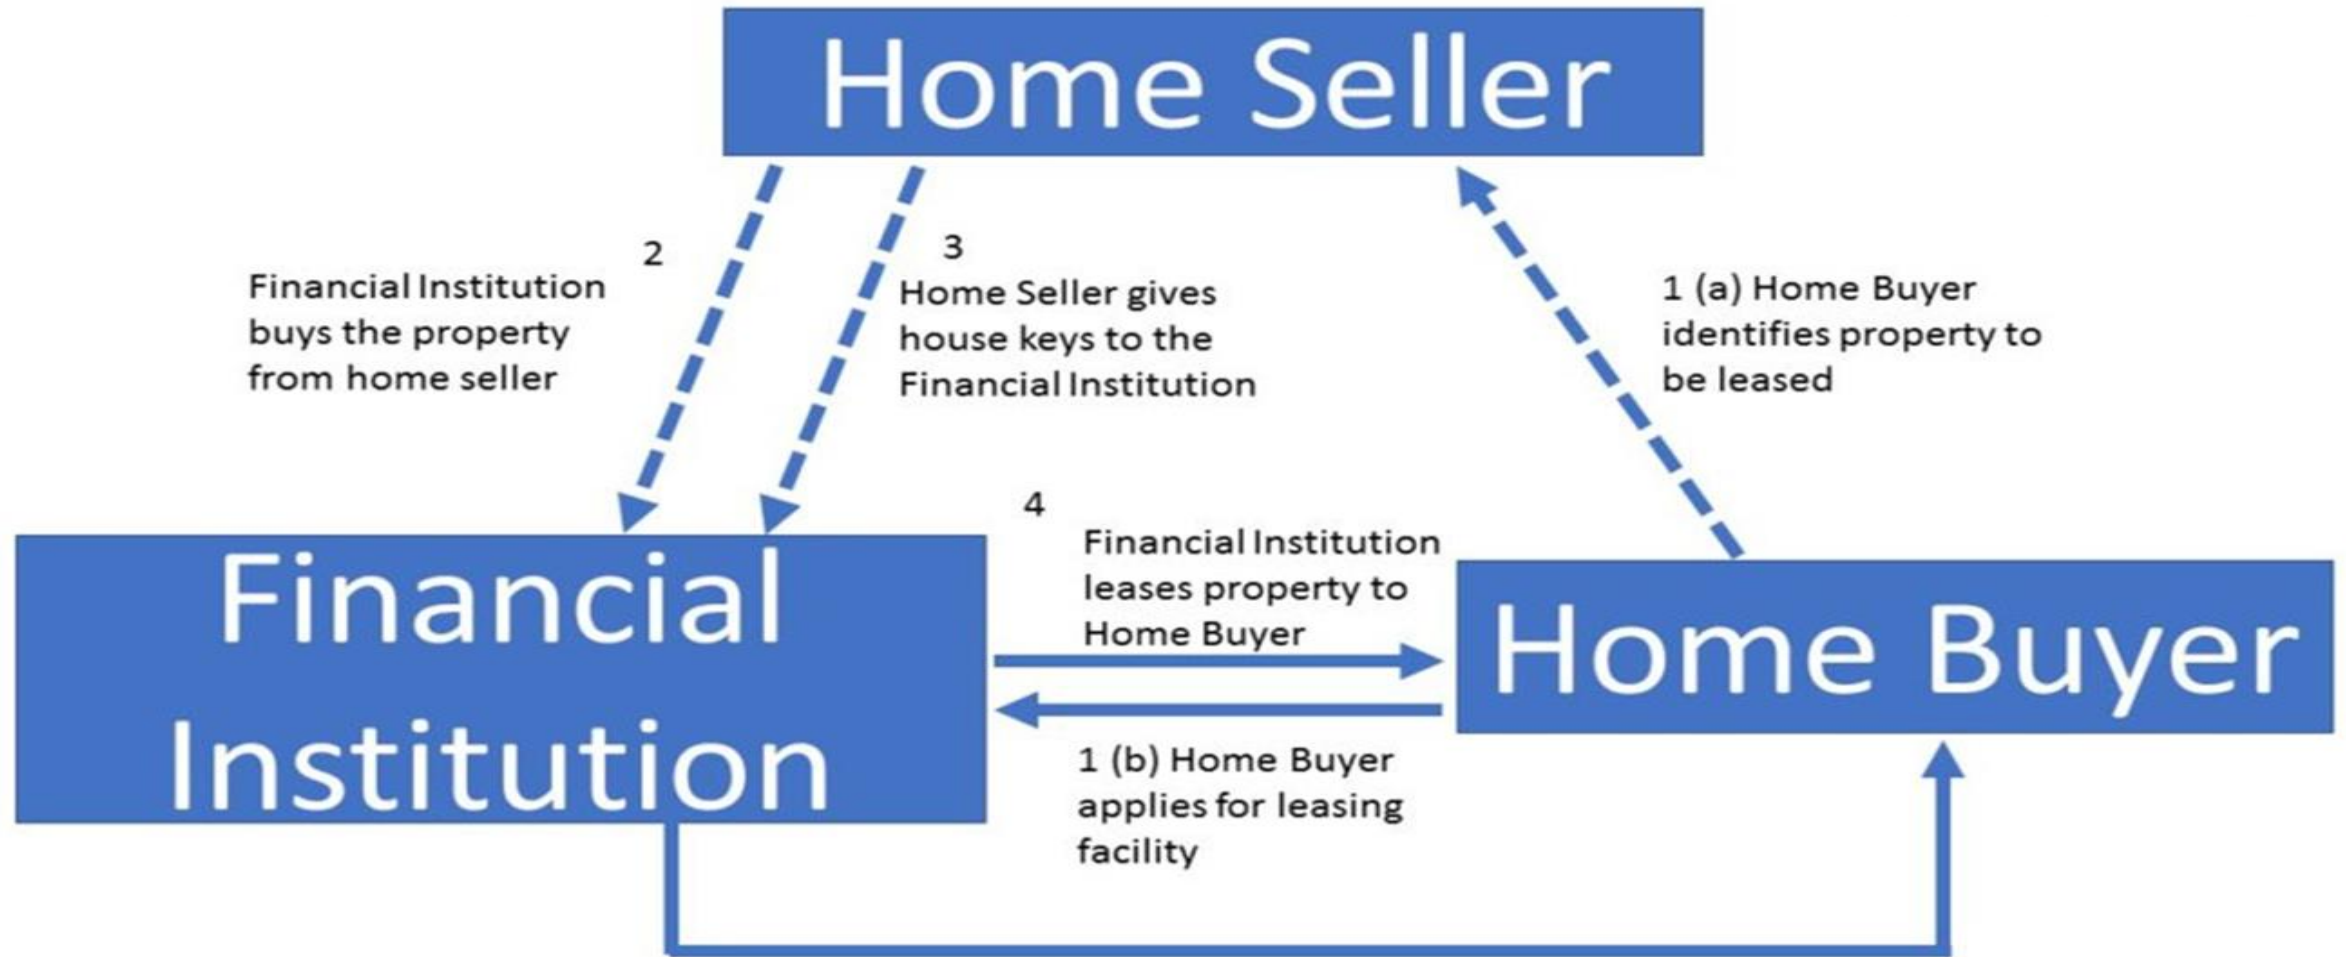 Home Seller
2
Financial Institution
buys the property
from home seller
3
Home Seller gives
house keys to the
Financial Institution
1 (a) Home Buyer
identifies property to
be leased
Financial
Institution
4
Financial Institution
leases property to
Home Buyer
Home Buyer
1 (b) Home Buyer
applies for leasing
facility